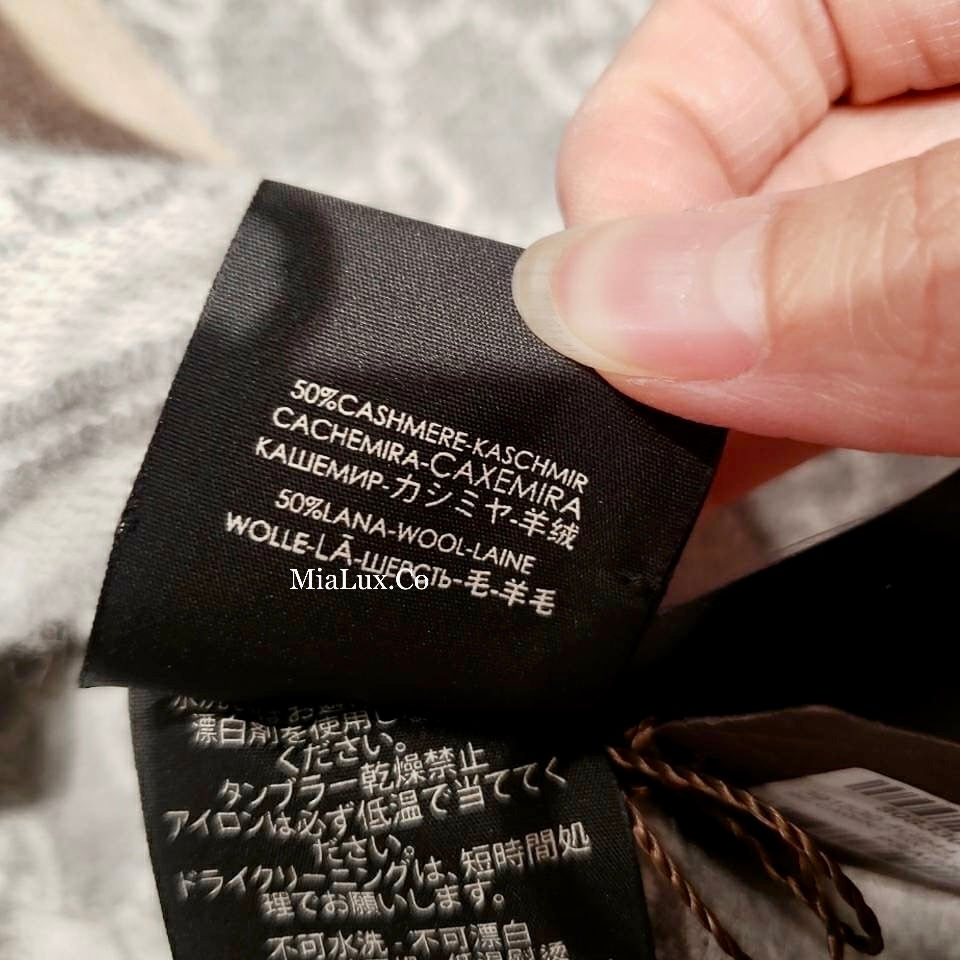 50%CASHMERE-KASCHMIR
CACHEMIRA-CAXEMIRA
КАШЕМИР-カシミヤ-羊绒
50%LANA-WOOL-LAINE
WOLLE-LÃ-ШЕРСТЬ-毛-羊毛
MiaLux.Co
漂白剤を使用し
ください。
タンブラー乾燥禁止
アイロンは必ず低温で当ててく
ださい。
ドライクリーニングは、短時間処
理でお願いします。
不可水洗-不可漂白
低温熨烫